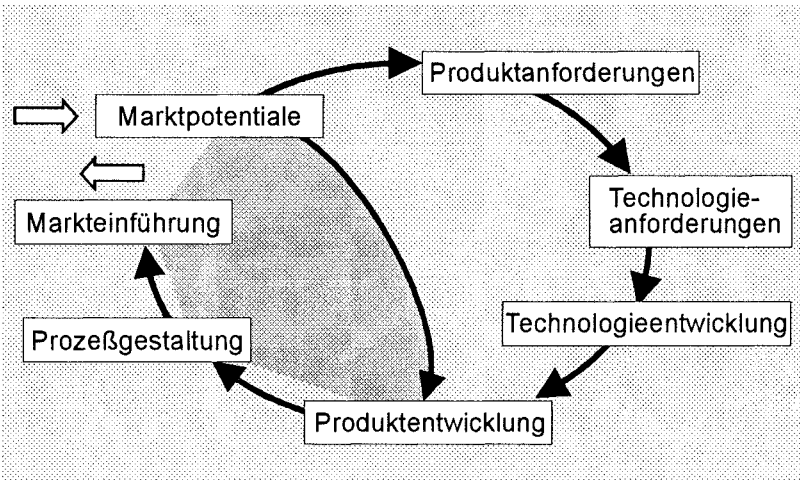 Marktpotentiale
Produktanforderungen
Technologie-
anforderungen
Technologieentwicklung
Produktentwicklung
Prozeßgestaltung
Markteinführung